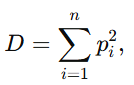 D = \sum_{i=1}^{n} p_i^2,